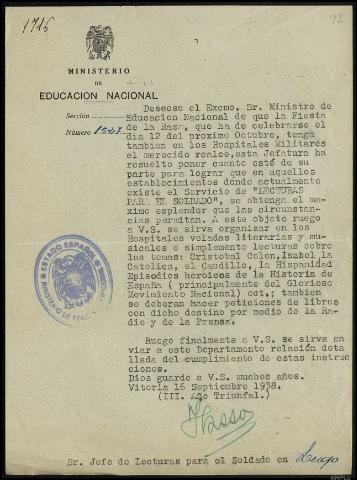 1716
92
MINISTERIO
DE
EDUCACION NACIONAL
Sección
Número 1527.
Deseoso el Excmo. Sr. Ministro de
Educacion Nacional de que la Fiesta
de la Raza, que ha de celebrarse el
dia 12 del proximo Octubre, tenga
tambien en los Hospitales Militares
el merecido realce, esta Jefatura ha
resuelto poner cuanto esté de su
parte para lograr que en aquellos
establecimientos donde actualmente
existe el Servicio de "LECTURAS
PARA EL SOLDADO", se obtenga el ma-
ximo esplendor que las circunstan-
cias permitan. A este objeto ruego
a V.S. se sirva organizar en los
Hospitales veladas literarias y mu-
sicales o simplemente lecturas sobre
los temas: Cristobal Colon, Isabel la
Catolica, el Caudillo, la Hispanidad
Episodios heroicos de la Historia de
España ( principalmente del Glorioso
Movimiento Nacional) ect.; tambien
se deberan hacer peticiones de libros
con dicho destino por medio de la Ra-
dio y de la Prensa.
Ruego finalmente a V.S. se sirva en
viar a este Departamento relación deta
llada del cumplimiento de estas instruc
ciones.
Dios guarde a V.S. muchos años.
Vitoria 16 Septiembre 1938.
(III. Año Triunfal.)
ESTADO ESPAÑOL
Sr. Jefe de Lecturas para el Soldado en Lugo